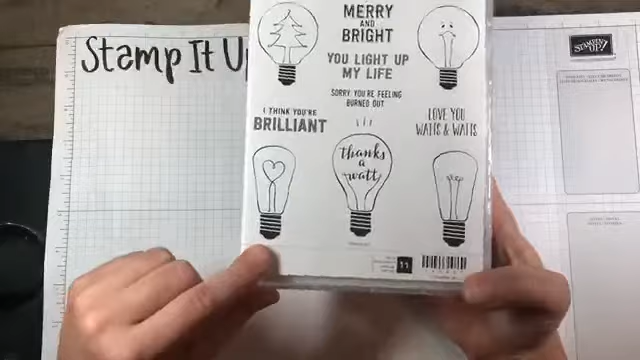 Stamp It U
STAMPIN' UP!
MERRY
AND
BRIGHT
YOU LIGHT UP
MY LIFE
SORRY YOU'RE FEELING
BURNED OUT
I THINK YOU'RE
BRILLIANT
LOVE YOU
WATTS & WATTS
thanks
a
watt
11